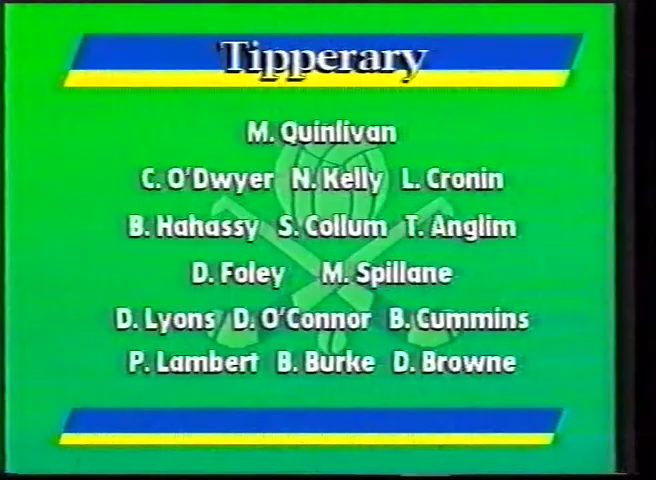 Tipperary
M. Quinlivan
C. O'Dwyer N. Kelly L. Cronin
B. Hahassy S. Collum T. Anglim
D. Foley M. Spillane
D. Lyons D. O'Connor B. Cummins
P. Lambert B. Burke D. Browne